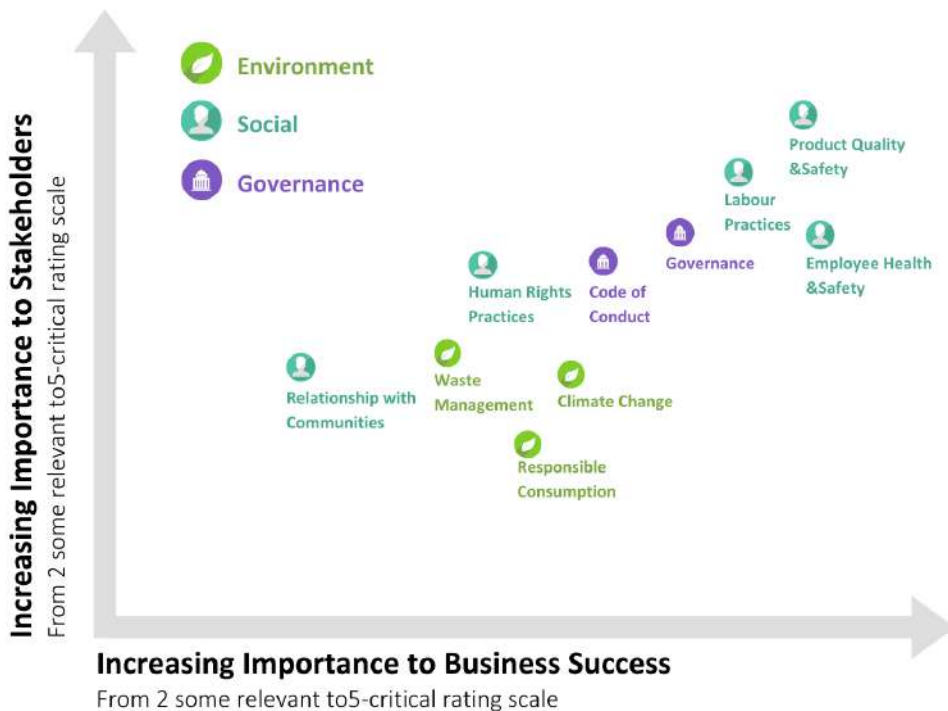 Environment
Social
Governance
Product Quality
&Safety
Labour
Practices
Governance
Employee Health
&Safety
Human Rights
Practices
Code of
Conduct
Relationship with
Communities
Waste
Management
Climate Change
Responsible
Consumption
Increasing Importance to Stakeholders
From 2 some relevant to5-critical rating scale
Increasing Importance to Business Success
From 2 some relevant to5-critical rating scale